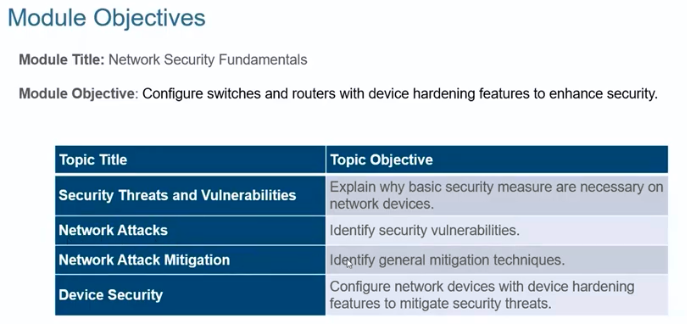 Module Objectives
Module Title: Network Security Fundamentals
Module Objective: Configure switches and routers with device hardening features to enhance security.
Topic Title Topic Objective
Security Threats and Vulnerabilities Explain why basic security measure are necessary on
network devices.
Network Attacks Identify security vulnerabilities.
Network Attack Mitigation Identify general mitigation techniques.
Device Security Configure network devices with device hardening
features to mitigate security threats.